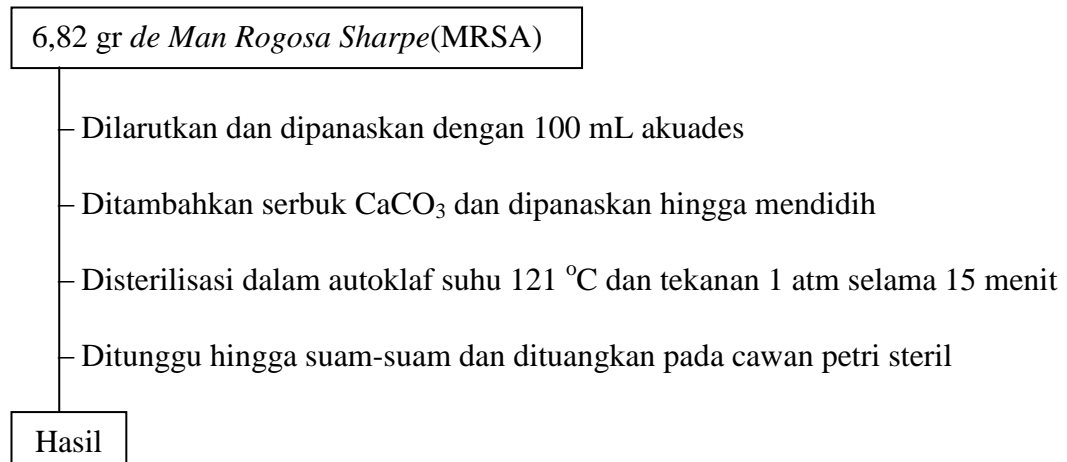 6,82 gr de Man Rogosa Sharpe(MRSA)
– Dilarutkan dan dipanaskan dengan 100 mL akuades
– Ditambahkan serbuk CaCO₃ dan dipanaskan hingga mendidih
– Disterilisasi dalam autoklaf suhu 121 °C dan tekanan 1 atm selama 15 menit
– Ditunggu hingga suam-suam dan dituangkan pada cawan petri steril
Hasil